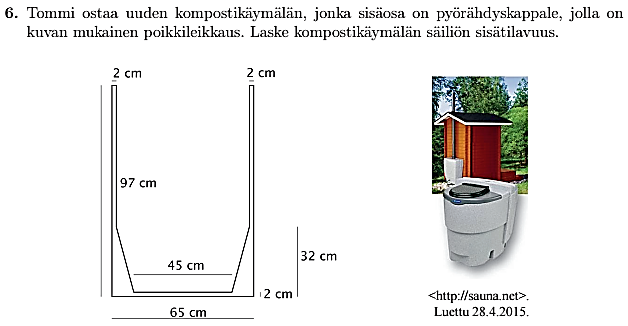 6. Tommi ostaa uuden kompostikäymälän, jonka sisäosa on pyörähdyskappale, jolla on
kuvan mukainen poikkileikkaus. Laske kompostikäymälän säiliön sisätilavuus.
2 cm
2 cm
97 cm
45 cm
32 cm
2 cm
65 cm
<http://sauna.net>.
Luettu 28.4.2015.